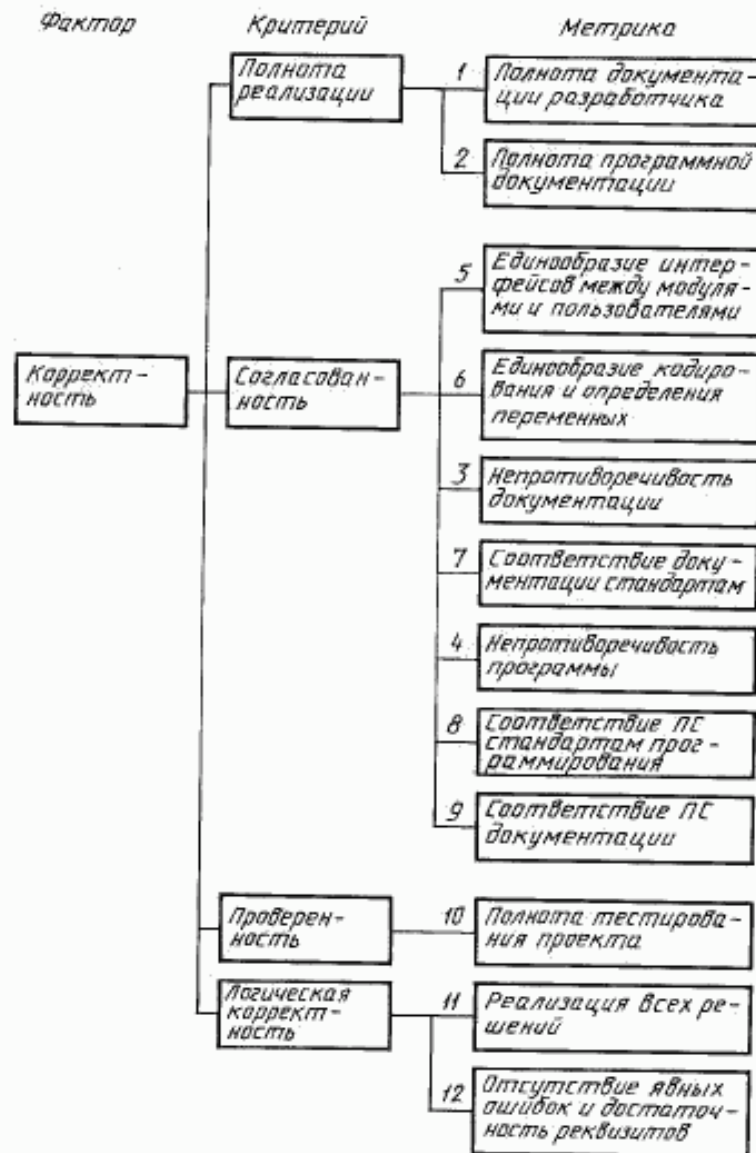 Фактор Критерий Метрика
Полнота
реализации
1
Полнота документа-
ции разработчика
2
Полнота программной
документации
5
Единообразие интер-
фейсов между модуля-
ми и пользователями
Коррект-
ность
Согласован-
ность
6
Единообразие кодиро-
вания и определения
переменных
3
Непротиворечивость
документации
7
Соответствие доку-
ментации стандартам
4
Непротиворечивость
программы
8
Соответствие ПС
стандартам прог-
раммирования
9
Соответствие ПС
документации
Проверен-
ность
10
Полнота тестирова-
ния проекта
Логическая
коррект-
ность
11
Реализация всех ре-
шений
12
Отсутствие явных
ошибок и достаточ-
ность реквизитов